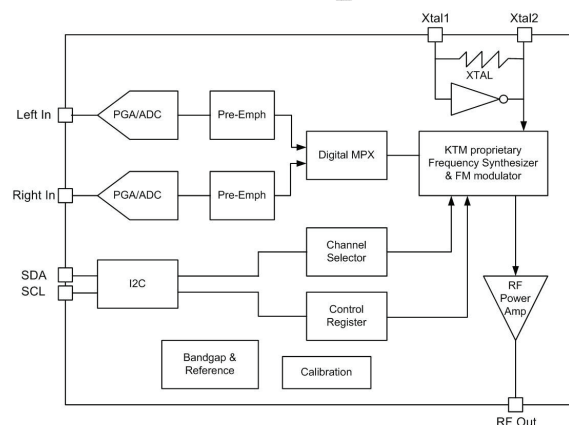 Xtal1
Xtal2
XTAL
Left In
PGA/ADC
Pre-Emph
Digital MPX
KTM proprietary
Frequency Synthesizer
& FM modulator
Right In
PGA/ADC
Pre-Emph
SDA
SCL
I2C
Channel
Selector
Control
Register
RF
Power
Amp
Bandgap &
Reference
Calibration
RF Out